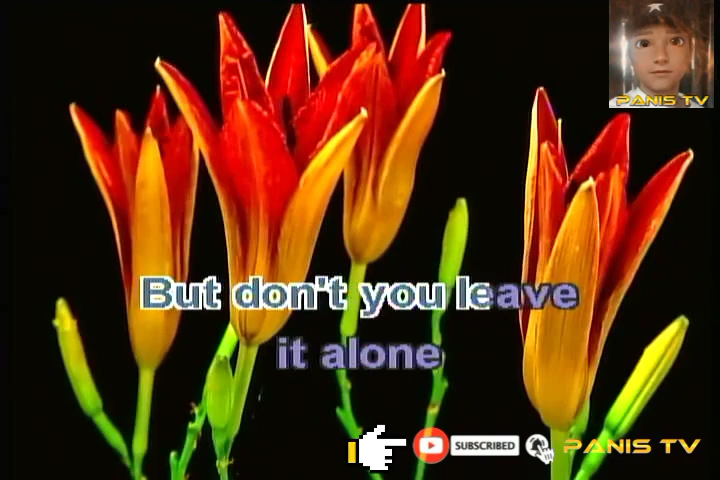 PANIS TV
But don't you leave
it alone
SUBSCRIBED
PANIS TV